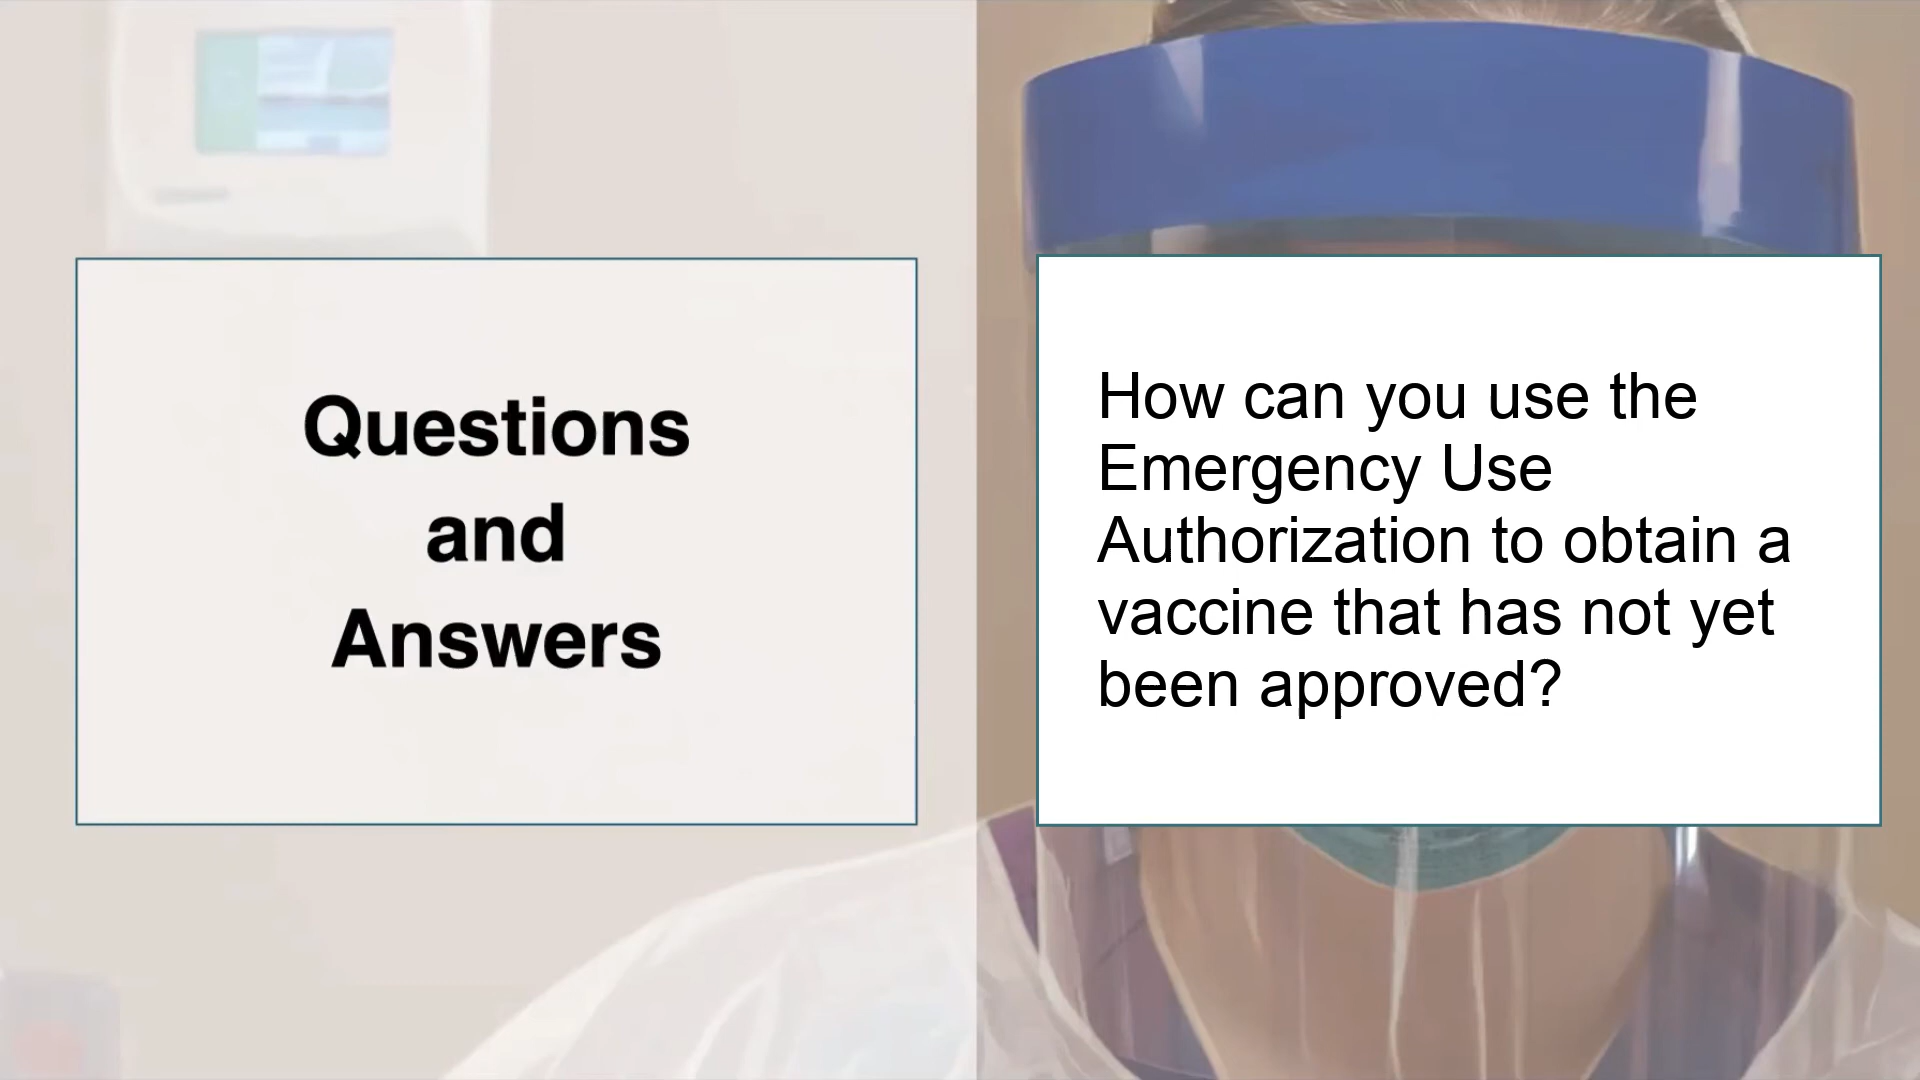 Questions
and
Answers
How can you use the
Emergency Use
Authorization to obtain a
vaccine that has not yet
been approved?